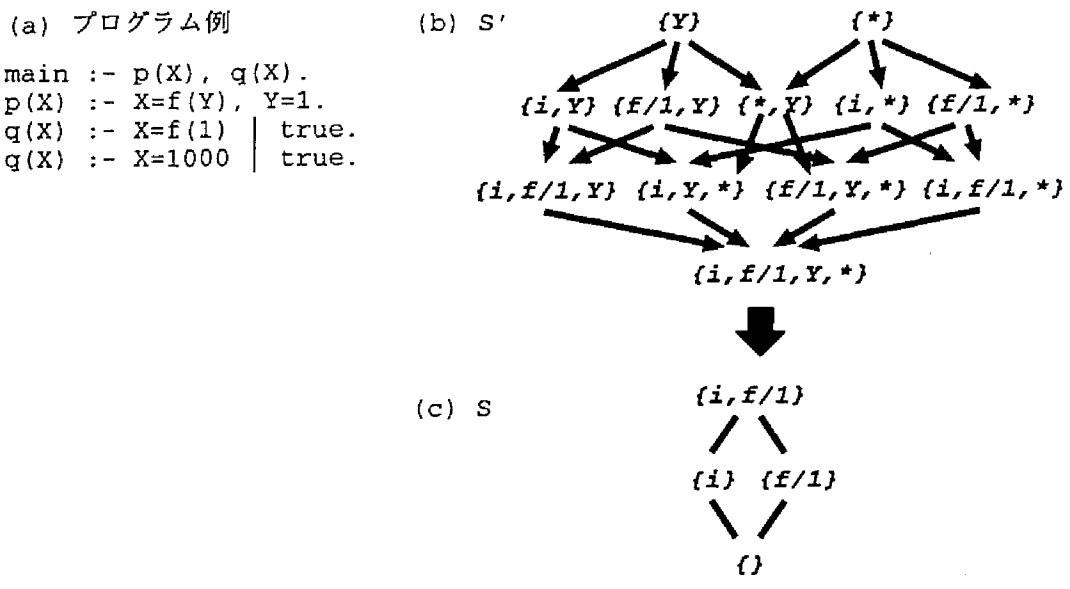 (a) プログラム例
main :- p(X), q(X).
p(X) :- X=f(Y), Y=1.
q(X) :- X=f(1) | true.
q(X) :- X=1000 | true.
(b) S'
{Y} {*}
{i,Y} {f/1,Y} {*,Y} {i,*} {f/1,*}
{i,f/1,Y} {i,Y,*} {f/1,Y,*} {i,f/1,*}
{i,f/1,Y,*}
(c) S
{i,f/1}
{i} {f/1}
{}